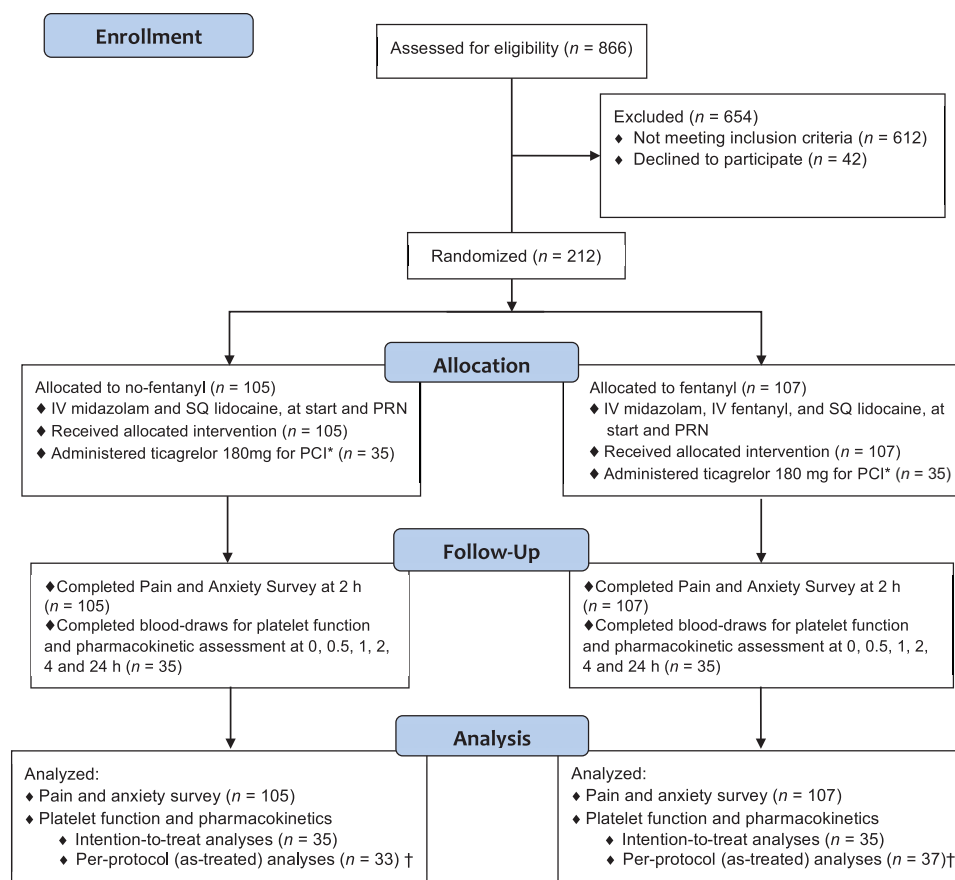 Enrollment
Assessed for eligibility (n = 866)
Excluded (n = 654)
♦ Not meeting inclusion criteria (n = 612)
♦ Declined to participate (n = 42)
Randomized (n = 212)
Allocation
Allocated to no-fentanyl (n = 105)
♦ IV midazolam and SQ lidocaine, at start and PRN
♦ Received allocated intervention (n = 105)
♦ Administered ticagrelor 180mg for PCI* (n = 35)
Allocated to fentanyl (n = 107)
♦ IV midazolam, IV fentanyl, and SQ lidocaine, at
start and PRN
♦ Received allocated intervention (n = 107)
♦ Administered ticagrelor 180 mg for PCI* (n = 35)
Follow-Up
♦Completed Pain and Anxiety Survey at 2 h
(n = 105)
♦Completed blood-draws for platelet function
and pharmacokinetic assessment at 0, 0.5, 1, 2,
4 and 24 h (n = 35)
♦Completed Pain and Anxiety Survey at 2 h
(n = 107)
♦Completed blood-draws for platelet function
and pharmacokinetic assessment at 0, 0.5, 1, 2,
4 and 24 h (n = 35)
Analysis
Analyzed:
♦ Pain and anxiety survey (n = 105)
♦ Platelet function and pharmacokinetics
♦ Intention-to-treat analyses (n = 35)
♦ Per-protocol (as-treated) analyses (n = 33) †
Analyzed:
♦ Pain and anxiety survey (n = 107)
♦ Platelet function and pharmacokinetics
♦ Intention-to-treat analyses (n = 35)
♦ Per-protocol (as-treated) analyses (n = 37)†